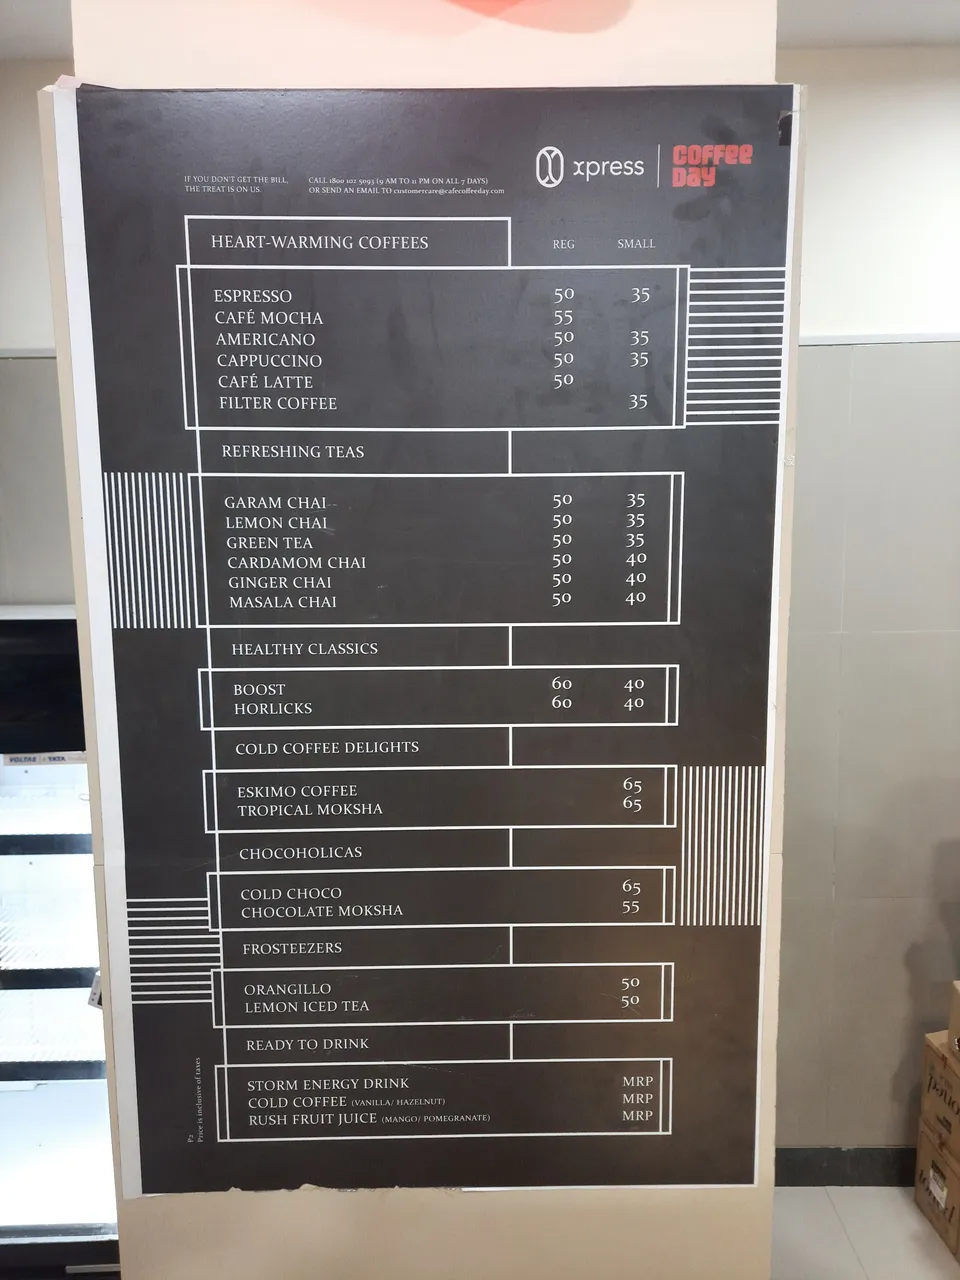 xpress | COFFEE DAY
IF YOU DON'T GET THE BILL,
THE TREAT IS ON US.
CALL 1800 102 5093 (9 AM TO 11 PM ON ALL 7 DAYS)
OR SEND AN EMAIL TO customercare@cafecoffeeday.com
HEART-WARMING COFFEES REG SMALL
ESPRESSO 50 35
CAFÉ MOCHA 55
AMERICANO 50 35
CAPPUCCINO 50 35
CAFÉ LATTE 50
FILTER COFFEE 35
REFRESHING TEAS
GARAM CHAI 50 35
LEMON CHAI 50 35
GREEN TEA 50 35
CARDAMOM CHAI 50 40
GINGER CHAI 50 40
MASALA CHAI 50 40
HEALTHY CLASSICS
BOOST 60 40
HORLICKS 60 40
COLD COFFEE DELIGHTS
ESKIMO COFFEE 65
TROPICAL MOKSHA 65
CHOCOHOLICAS
COLD CHOCO 65
CHOCOLATE MOKSHA 55
FROSTEEZERS
ORANGILLO 50
LEMON ICED TEA 50
READY TO DRINK
STORM ENERGY DRINK MRP
COLD COFFEE (VANILLA/ HAZELNUT) MRP
RUSH FRUIT JUICE (MANGO/ POMEGRANATE) MRP
P2
Price is inclusive of taxes
VOLTAS TATA